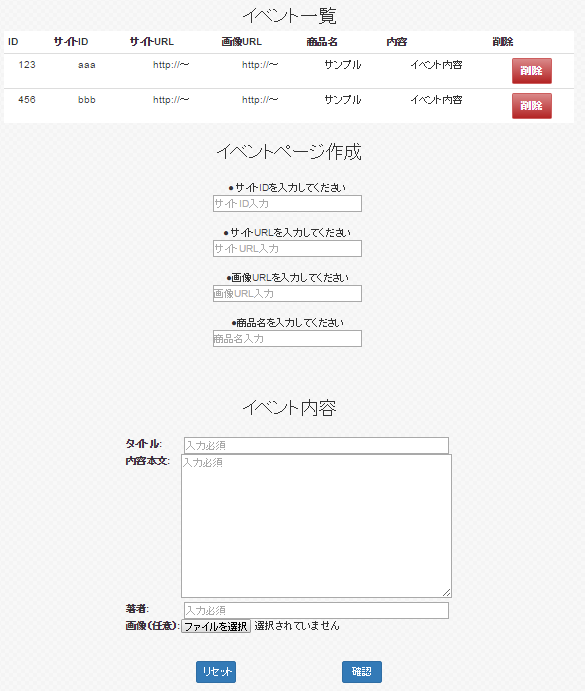 イベント一覧
ID サイトID サイトURL 画像URL 商品名 内容 削除
123 aaa http://～ http://～ サンプル イベント内容 削除
456 bbb http://～ http://～ サンプル イベント内容 削除
イベントページ作成
●サイトIDを入力してください
サイトID入力
●サイトURLを入力してください
サイトURL入力
●画像URLを入力してください
画像URL入力
●商品名を入力してください
商品名入力
イベント内容
タイトル: 入力必須
内容本文: 入力必須
著者: 入力必須
画像(任意): ファイルを選択 選択されていません
リセット 確認